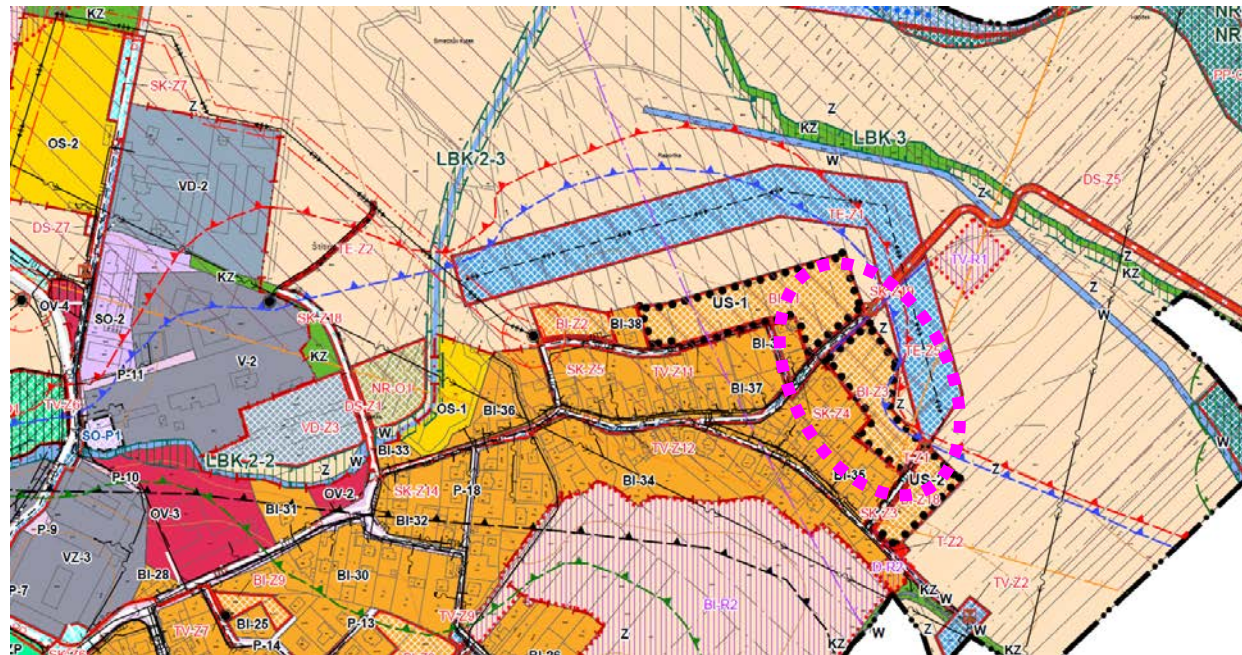 KZ
Z
SK-Z7
OS-2
VD-2
DS-Z7
OV-4
SO-2
TE-Z2
KZ
SK-Z18
KZ
V-2
P-11
TV-Z8
SO-P1
LBK 2-2
VD-Z3
DS-Z1
NR-O1
OS-1
W
Z
W
LBK 2-3
LBK 3
Z
KZ
W
Z
DS-Z5
NR
NR
KZ
Z
W
Z
KZ
TE-Z1
TV-R1
US-1
BI-Z2
BI-38
SK-Z5
TV-Z11
BI-37
BI-36
BI-33
TV-Z12
SK-Z4
BI-Z3
Z
Z
T-Z1
US-2
BI-35
SK-Z3
T-Z2
TV-Z2
BI-34
P-10
OV-3
OV-2
BI-31
SK-Z14
P-18
BI-32
P-9
VZ-3
P-7
BI-28
BI-Z9
BI-30
TV-Z9
BI-R2
Z
BI-25
TV-Z7
P-13
P-14
BI-26
KZ
W
W
KZ
Z
W
KZ
W